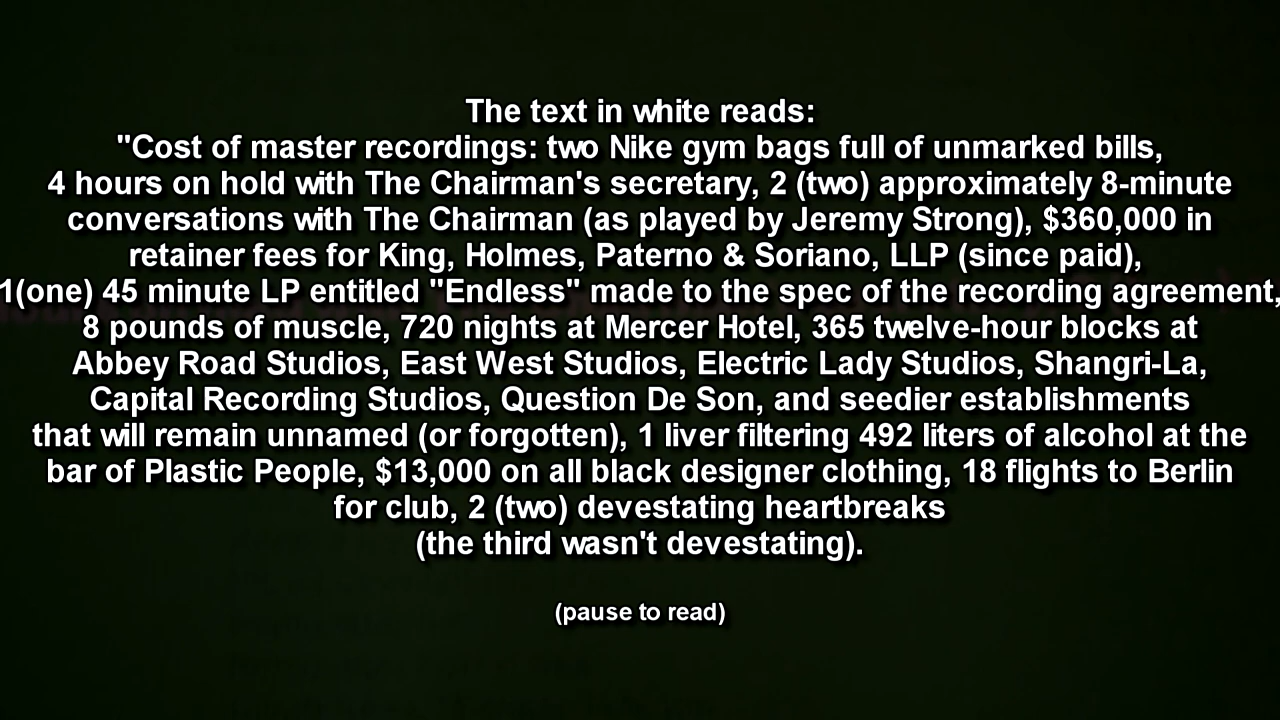 The text in white reads:
"Cost of master recordings: two Nike gym bags full of unmarked bills,
4 hours on hold with The Chairman's secretary, 2 (two) approximately 8-minute
conversations with The Chairman (as played by Jeremy Strong), $360,000 in
retainer fees for King, Holmes, Paterno & Soriano, LLP (since paid),
1(one) 45 minute LP entitled "Endless" made to the spec of the recording agreement,
8 pounds of muscle, 720 nights at Mercer Hotel, 365 twelve-hour blocks at
Abbey Road Studios, East West Studios, Electric Lady Studios, Shangri-La,
Capital Recording Studios, Question De Son, and seedier establishments
that will remain unnamed (or forgotten), 1 liver filtering 492 liters of alcohol at the
bar of Plastic People, $13,000 on all black designer clothing, 18 flights to Berlin
for club, 2 (two) devestating heartbreaks
(the third wasn't devestating).
(pause to read)